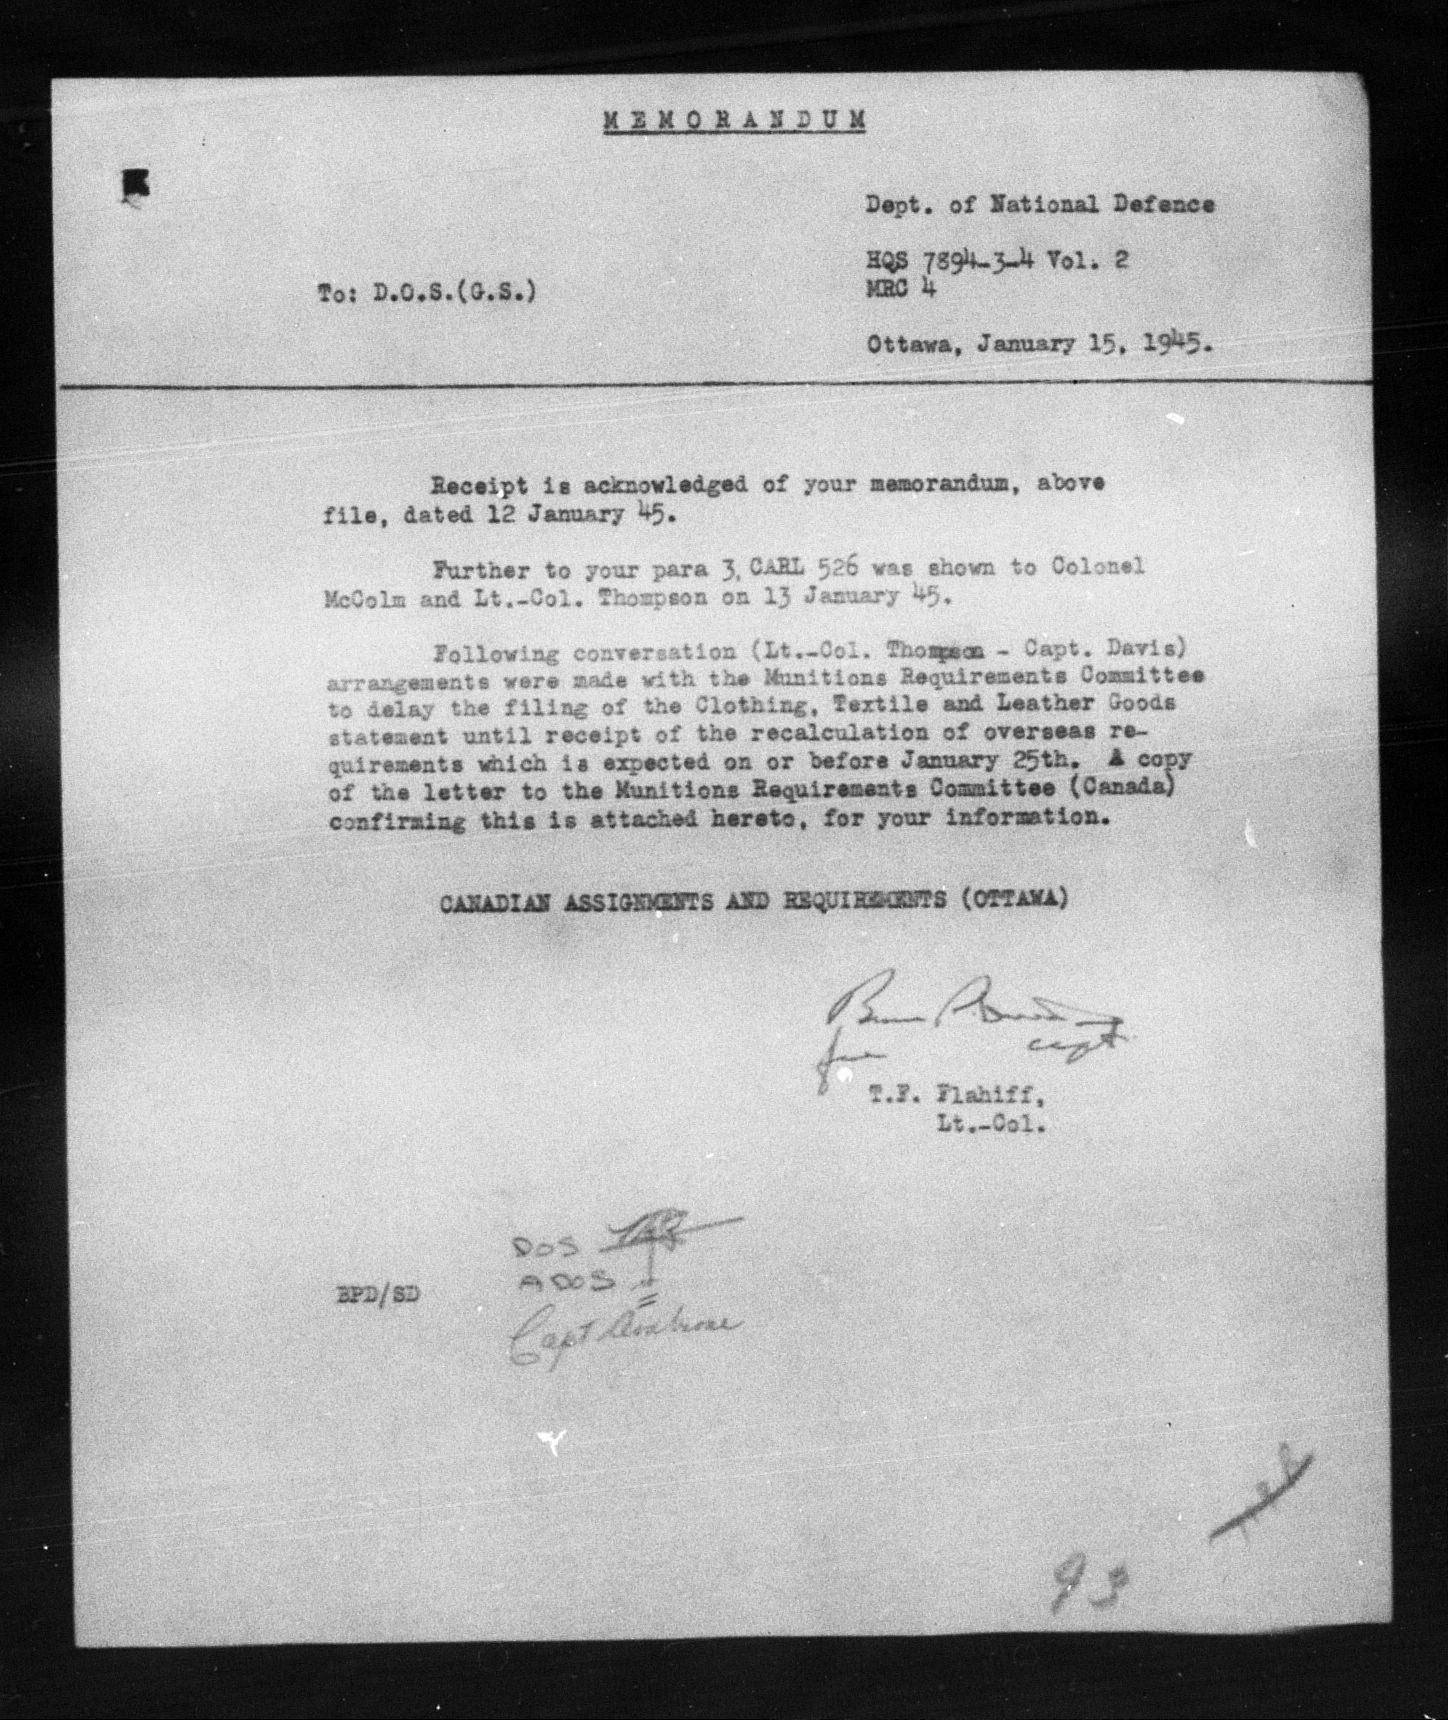 MEMORANDUM
Dept. of National Defence
HQS 7894-3-4 Vol. 2
MRC 4
To: D.O.S.(G.S.)
Ottawa, January 15, 1945.
Receipt is acknowledged of your memorandum, above
file, dated 12 January 45.
Further to your para 3, CARL 526 was shown to Colonel
McColm and Lt.-Col. Thompson on 13 January 45.
Following conversation (Lt.-Col. Thompson - Capt. Davis)
arrangements were made with the Munitions Requirements Committee
to delay the filing of the Clothing, Textile and Leather Goods
statement until receipt of the recalculation of overseas re-
quirements which is expected on or before January 25th. A copy
of the letter to the Munitions Requirements Committee (Canada)
confirming this is attached hereto, for your information.
CANADIAN ASSIGNMENTS AND REQUIREMENTS (OTTAWA)
for capt
T.F. Flahiff,
Lt.-Col.
DOS
ADOS
BPD/SD
Capt
93